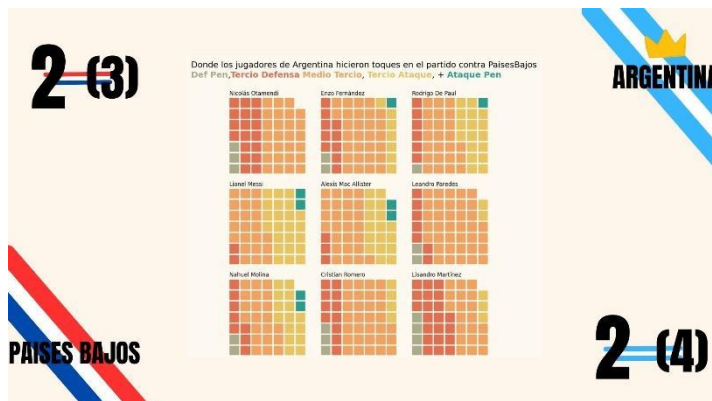 2 (3)
Donde los jugadores de Argentina hicieron toques en el partido contra PaisesBajos
Def Pen,Tercio Defensa Medio Tarcio, Tercio Ataque, + Ataque Pen
ARGENTINA
Nicolás Otamendi Enzo Fernández Rodrigo De Paul
Lionel Messi Alexis Mac Allister Leandro Paredes
Nahuel Molina Cristian Romero Lisandro Martínez
PAISES BAJOS
2 (4)